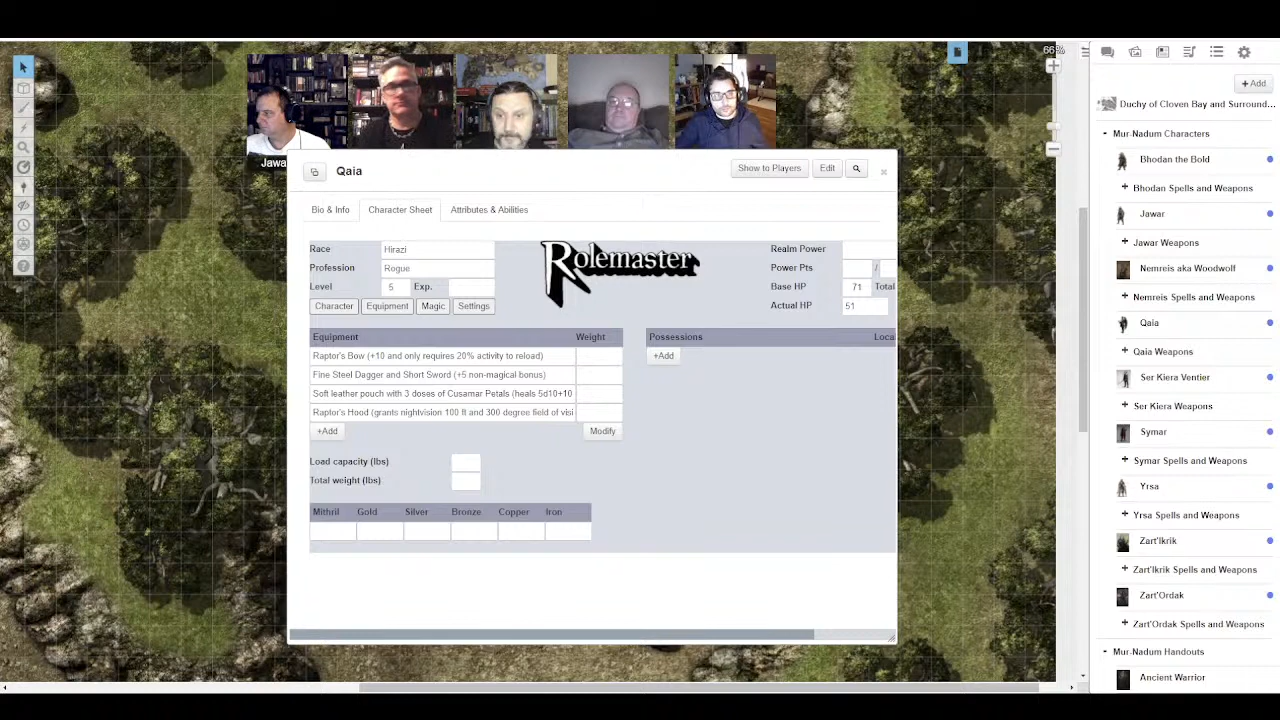 66%
+ Add
Duchy of Cloven Bay and Surround...
Mur-Nadum Characters
Bhodan the Bold
Bhodan Spells and Weapons
Jawar
Jawar Weapons
Nemreis aka Woodwolf
Nemreis Spells and Weapons
Qaia
Qaia Weapons
Ser Kiera Ventier
Ser Kiera Weapons
Symar
Symar Spells and Weapons
Yrsa
Yrsa Spells and Weapons
Zart'Ikrik
Zart'Ikrik Spells and Weapons
Zart'Ordak
Zart'Ordak Spells and Weapons
Mur-Nadum Handouts
Ancient Warrior
Jawa
Qaia
Show to Players Edit
Bio & Info Character Sheet Attributes & Abilities
Race Hirazi
Profession Rogue
Level 5 Exp.
Character Equipment Magic Settings
Rolemaster
Realm Power
Power Pts /
Base HP 71 Total
Actual HP 51
Equipment Weight
Raptor's Bow (+10 and only requires 20% activity to reload)
Fine Steel Dagger and Short Sword (+5 non-magical bonus)
Soft leather pouch with 3 doses of Cusamar Petals (heals 5d10+10
Raptor's Hood (grants nightvision 100 ft and 300 degree field of visi
+Add Modify
Possessions Loca
+Add
Load capacity (lbs)
Total weight (lbs)
Mithril Gold Silver Bronze Copper Iron